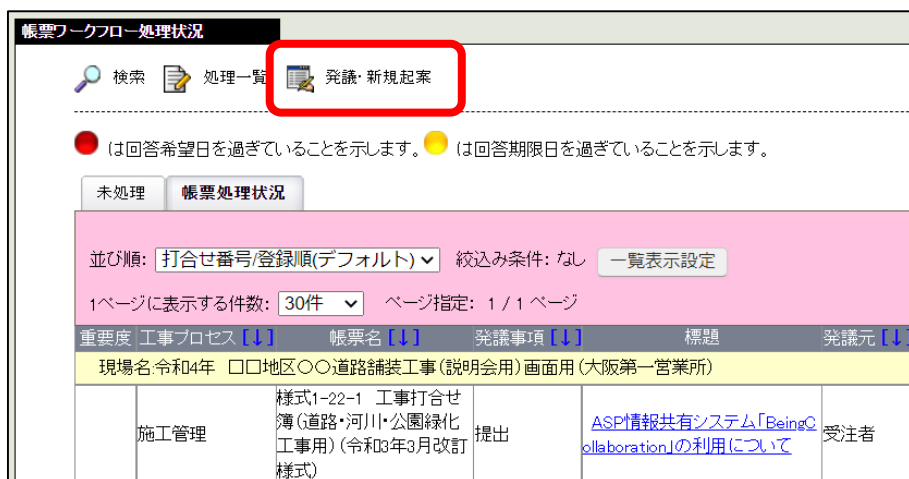 帳票ワークフロー処理状況
検索 処理一覧 発議・新規起案
は回答希望日を過ぎていることを示します。 は回答期限日を過ぎていることを示します。
未処理 帳票処理状況
並び順: 打合せ番号/登録順(デフォルト) 絞込み条件: なし 一覧表示設定
1ページに表示する件数: 30件 ページ指定: 1 / 1 ページ
重要度 工事プロセス [↓] 帳票名 [↓] 発議事項 [↓] 標題 発議元 [↓]
現場名:令和4年 □□地区○○道路舗装工事(説明会用)画面用(大阪第一営業所)
様式1-22-1 工事打合せ
簿(道路・河川・公園緑化
工事用)(令和3年3月改訂
様式)
施工管理
提出
ASP情報共有システム「BeingC
ollaboration」の利用について
受注者